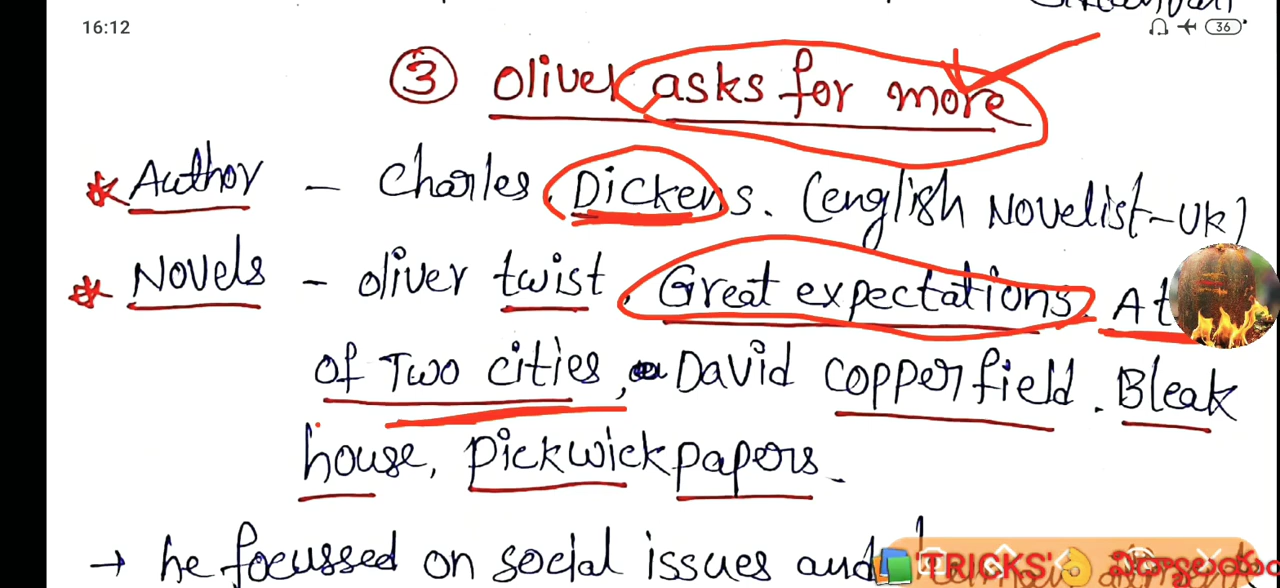 16:12
36
③ Oliver asks for more
* Author - Charles Dickens. (english Novelist-UK)
* Novels - oliver twist, Great expectations. A t
of Two cities, David copperfield. Bleak
house, pickwick papers.
→ he focussed on social issues and
"TRICKS"